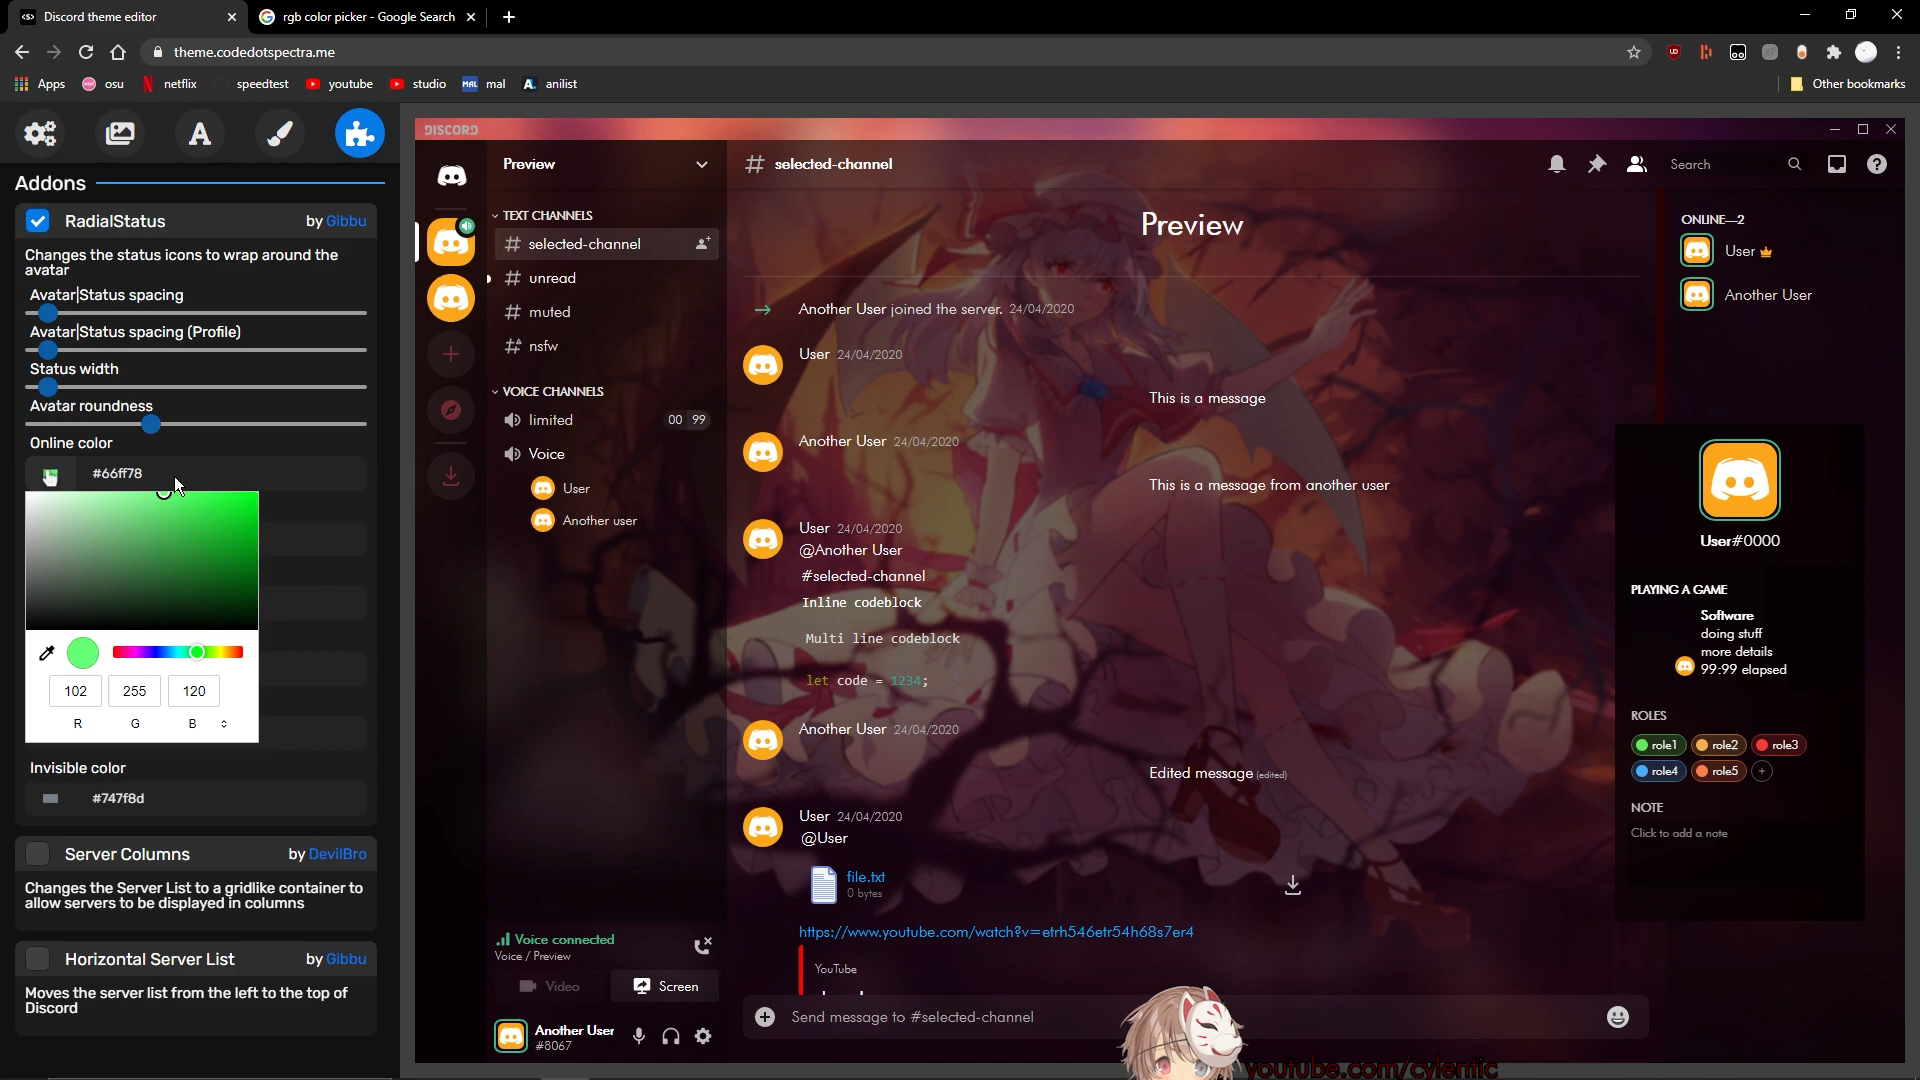 Discord theme editor
rgb color picker - Google Search
theme.codedotspectra.me
Apps
osu
netflix
speedtest
youtube
studio
mal
anilist
Other bookmarks
Addons
RadialStatus
by Gibbu
Changes the status icons to wrap around the
avatar
Avatar|Status spacing
Avatar|Status spacing (Profile)
Status width
Avatar roundness
Online color
#66ff78
102
255
120
R
G
B
Invisible color
#747f8d
Server Columns
by DevilBro
Changes the Server List to a gridlike container to
allow servers to be displayed in columns
Horizontal Server List
by Gibbu
Moves the server list from the left to the top of
Discord
DISCORD
Preview
TEXT CHANNELS
# selected-channel
# unread
# muted
# nsfw
VOICE CHANNELS
limited
00 99
Voice
User
Another user
Voice connected
Voice / Preview
Video
Screen
Another User
#8067
# selected-channel
Search
Preview
Another User joined the server. 24/04/2020
User 24/04/2020
This is a message
Another User 24/04/2020
This is a message from another user
User 24/04/2020
@Another User
#selected-channel
Inline codeblock
Multi line codeblock
let code = 1234;
Another User 24/04/2020
Edited message (edited)
User 24/04/2020
@User
file.txt
0 bytes
https://www.youtube.com/watch?v=etrh546etr54h68s7er4
YouTube
Send message to #selected-channel
youtube.com/cylentic
ONLINE—2
User
Another User
User#0000
PLAYING A GAME
Software
doing stuff
more details
99:99 elapsed
ROLES
role1
role2
role3
role4
role5
NOTE
Click to add a note